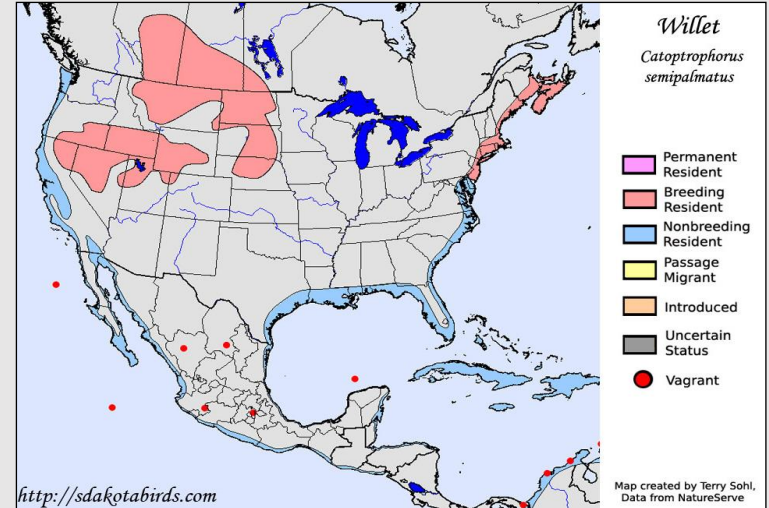 Willet
Catoptrophorus
semipalmatus
Permanent
Resident
Breeding
Resident
Nonbreeding
Resident
Passage
Migrant
Introduced
Uncertain
Status
Vagrant
http://sdakotabirds.com
Map created by Terry Sohl,
Data from NatureServe